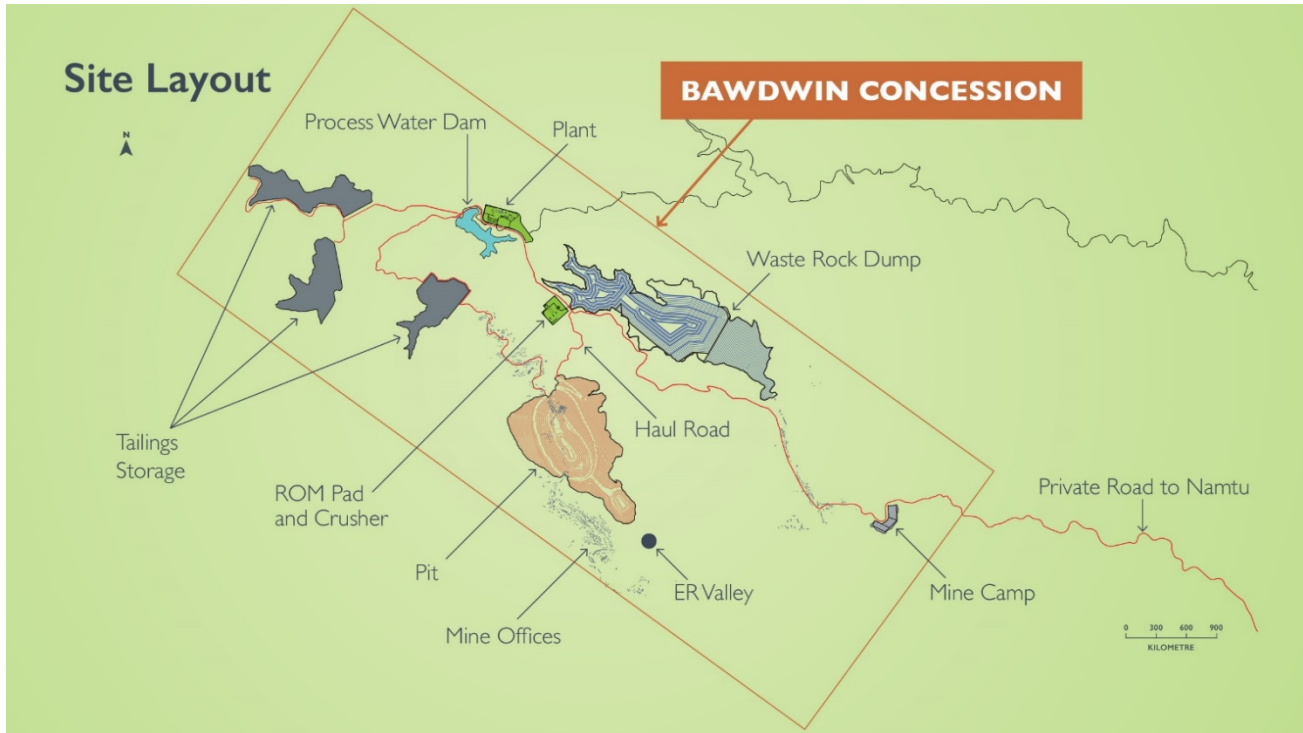 Site Layout
BAWDWIN CONCESSION
N
Process Water Dam
Plant
Waste Rock Dump
Haul Road
Tailings
Storage
ROM Pad
and Crusher
Private Road to Namtu
Pit
ER Valley
Mine Camp
Mine Offices
0 300 600 900
KILOMETRE